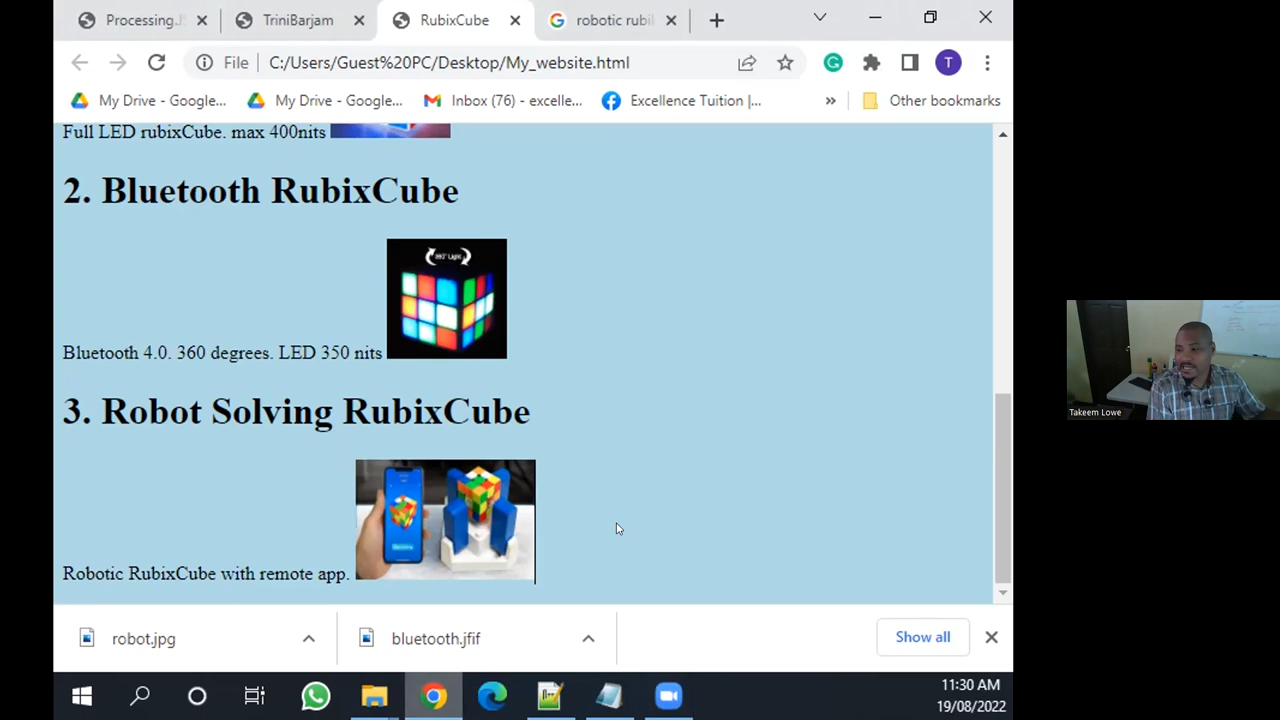 Processing.J
TriniBarjam
RubixCube
robotic rubi
File
C:/Users/Guest%20PC/Desktop/My_website.html
T
My Drive - Google...
My Drive - Google...
Inbox (76) - excelle...
Excellence Tuition |...
»
Other bookmarks
Full LED rubixCube. max 400nits
2. Bluetooth RubixCube
Bluetooth 4.0. 360 degrees. LED 350 nits
3. Robot Solving RubixCube
Robotic RubixCube with remote app.
Takeem Lowe
robot.jpg
bluetooth.jfif
Show all
11:30 AM
19/08/2022